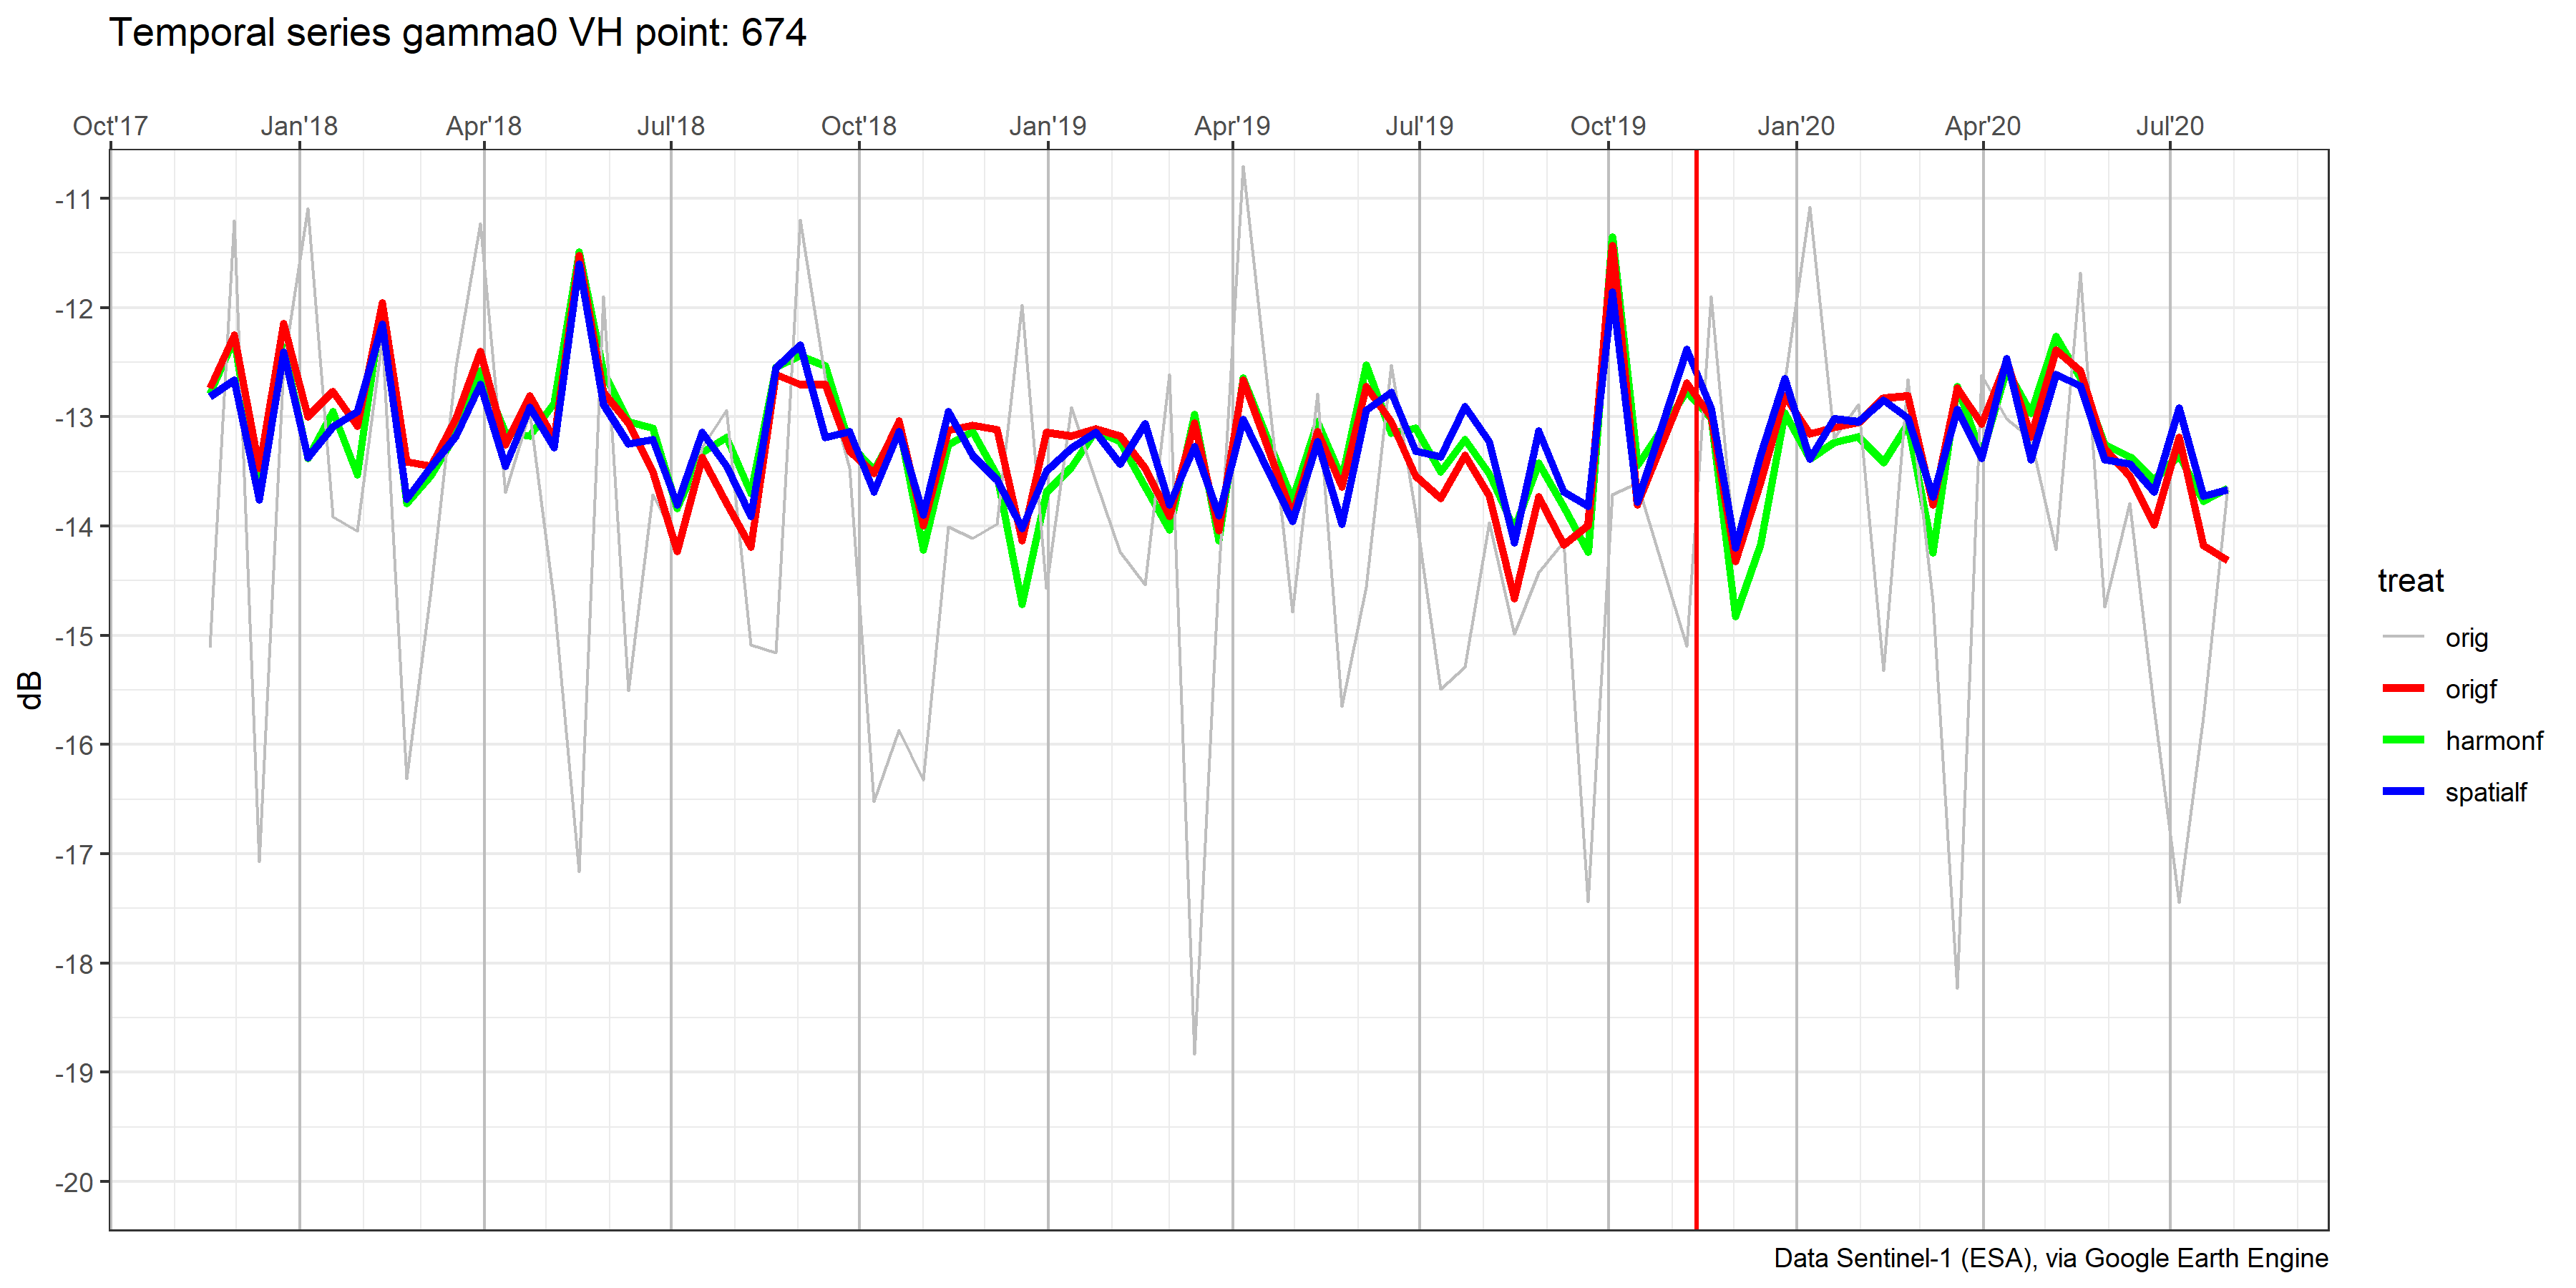 Temporal series gamma0 VH point: 674
Oct'17 Jan'18 Apr'18 Jul'18 Oct'18 Jan'19 Apr'19 Jul'19 Oct'19 Jan'20 Apr'20 Jul'20
-11
-12
-13
-14
-15
-16
-17
-18
-19
-20
dB
treat
orig
origf
harmonf
spatialf
Data Sentinel-1 (ESA), via Google Earth Engine